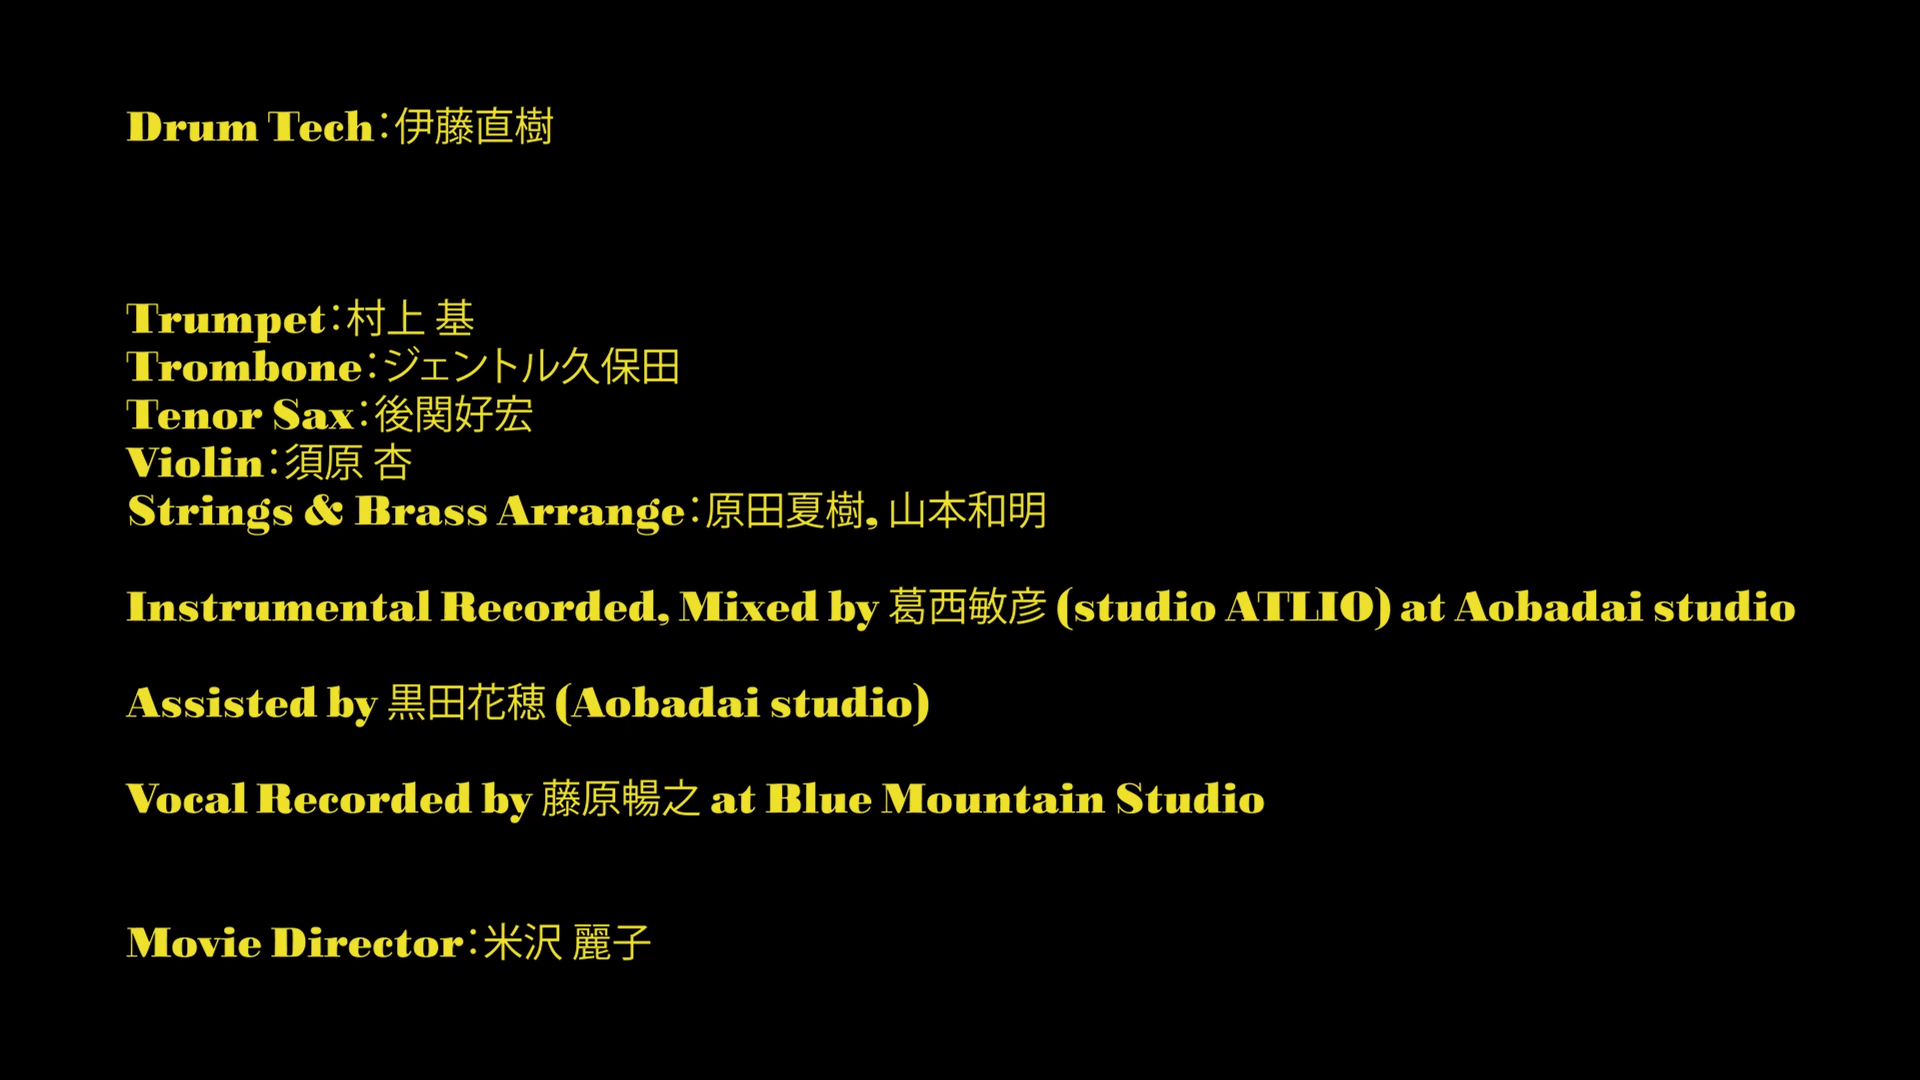 Drum Tech：伊藤直樹
Trumpet：村上 基
Trombone：ジェントル久保田
Tenor Sax：後関好宏
Violin：須原 杏
Strings & Brass Arrange：原田夏樹, 山本和明
Instrumental Recorded, Mixed by 葛西敏彦 (studio ATLIO) at Aobadai studio
Assisted by 黒田花穂 (Aobadai studio)
Vocal Recorded by 藤原暢之 at Blue Mountain Studio
Movie Director：米沢 麗子